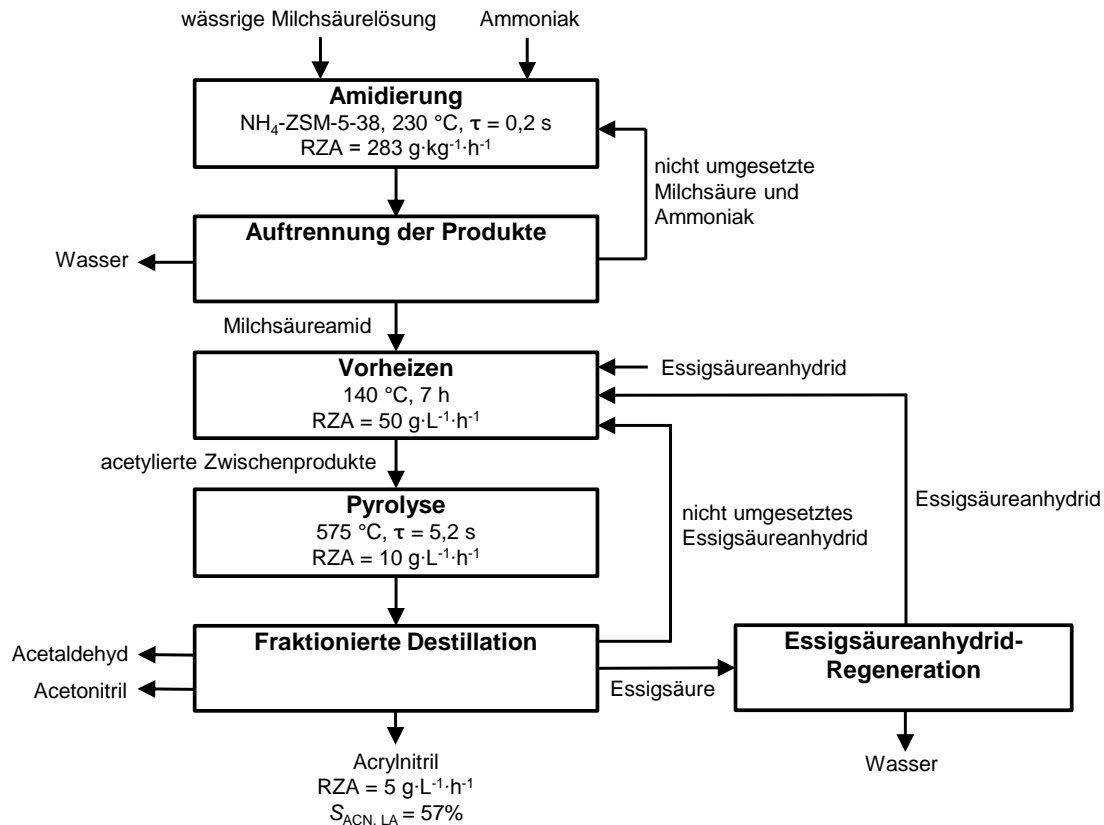 wässrige Milchsäurelösung
Ammoniak
Amidierung
NH₄-ZSM-5-38, 230 °C, τ = 0,2 s
RZA = 283 g·kg⁻¹·h⁻¹
nicht umgesetzte
Milchsäure und
Ammoniak
Auftrennung der Produkte
Wasser
Milchsäureamid
Vorheizen
140 °C, 7 h
RZA = 50 g·L⁻¹·h⁻¹
Essigsäureanhydrid
acetylierte Zwischenprodukte
Pyrolyse
575 °C, τ = 5,2 s
RZA = 10 g·L⁻¹·h⁻¹
nicht umgesetztes
Essigsäureanhydrid
Essigsäureanhydrid
Fraktionierte Destillation
Acetaldehyd
Acetonitril
Essigsäure
Essigsäureanhydrid-
Regeneration
Acrylnitril
RZA = 5 g·L⁻¹·h⁻¹
S_ACN, LA = 57%
Wasser